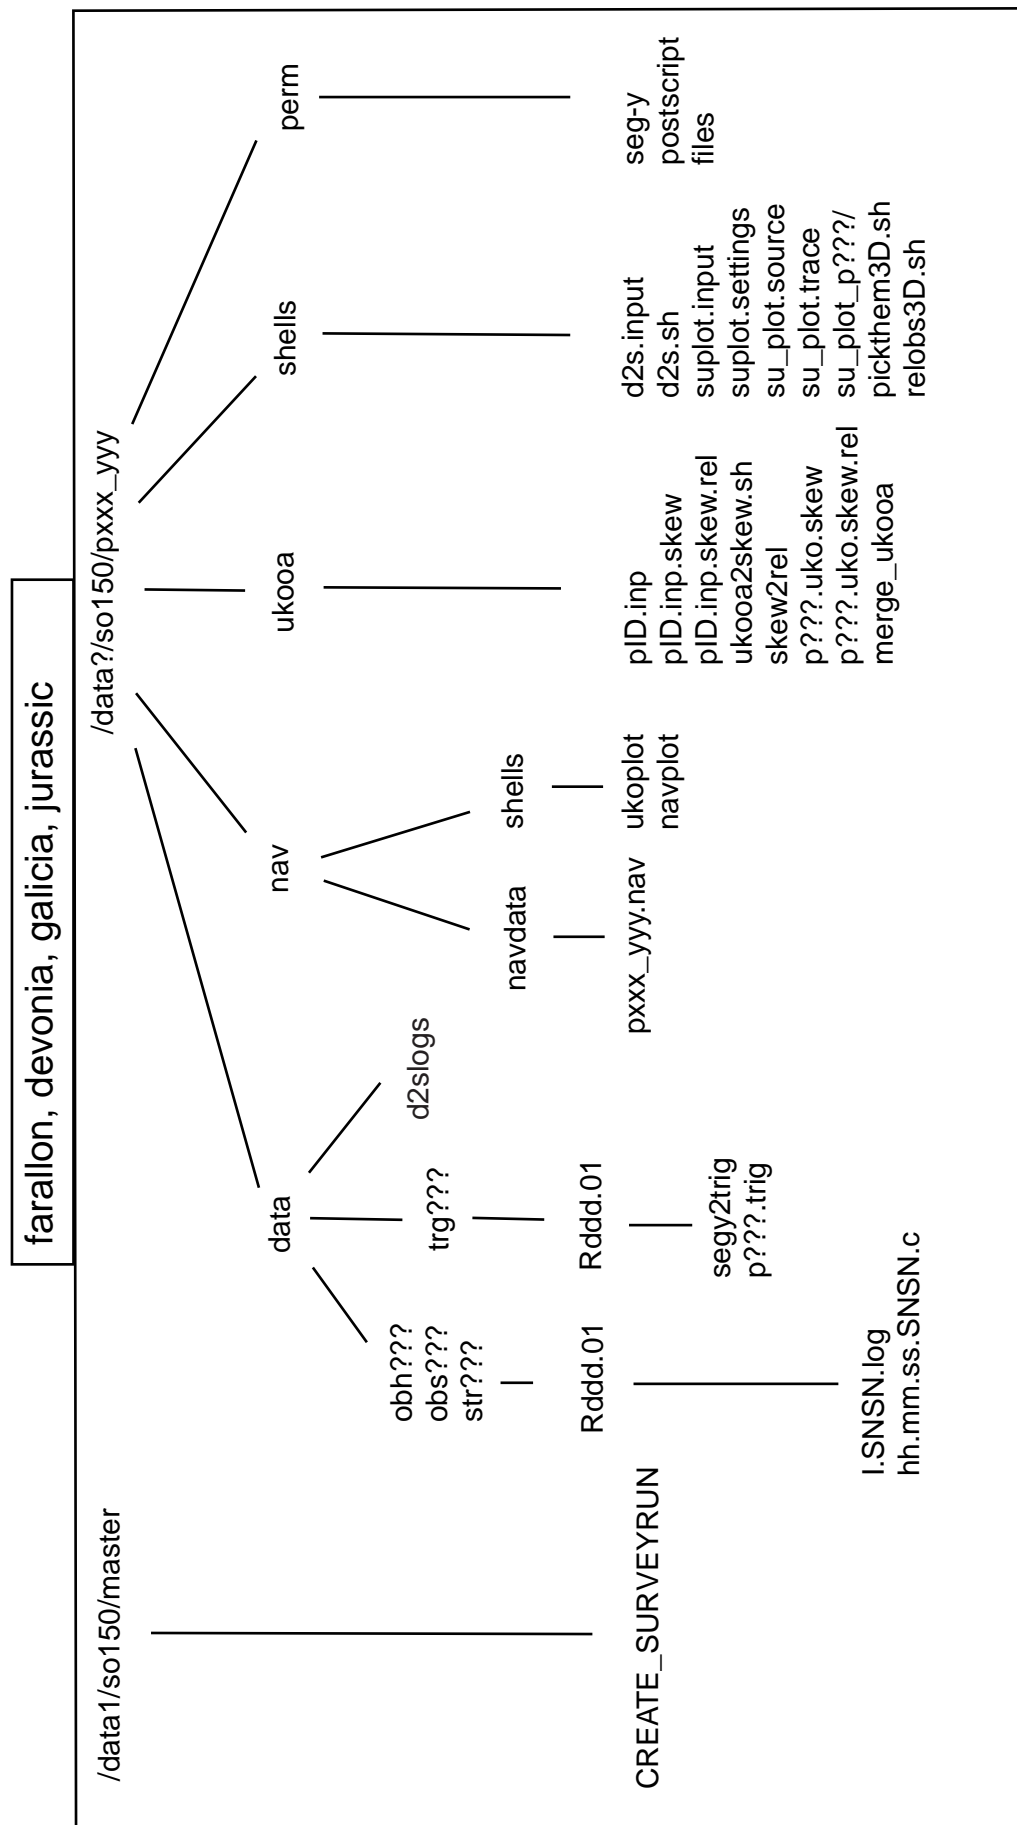 farallon, devonia, galicia, jurassic
/data1/so150/master
/data?/so150/pxxx_yyy
CREATE_SURVEYRUN
data
nav
ukooa
shells
perm
obh???
obs???
str???
trg???
d2slogs
Rddd.01
Rddd.01
I.SNSN.log
hh.mm.ss.SNSN.c
segy2trig
p???.trig
navdata
shells
pxxx_yyy.nav
ukoplot
navplot
pID.inp
pID.inp.skew
pID.inp.skew.rel
ukooa2skew.sh
skew2rel
p???.uko.skew
p???.uko.skew.rel
merge_ukooa
d2s.input
d2s.sh
suplot.input
suplot.settings
su_plot.source
su_plot.trace
su_plot_p???/
pickthem3D.sh
relobs3D.sh
seg-y
postscript
files